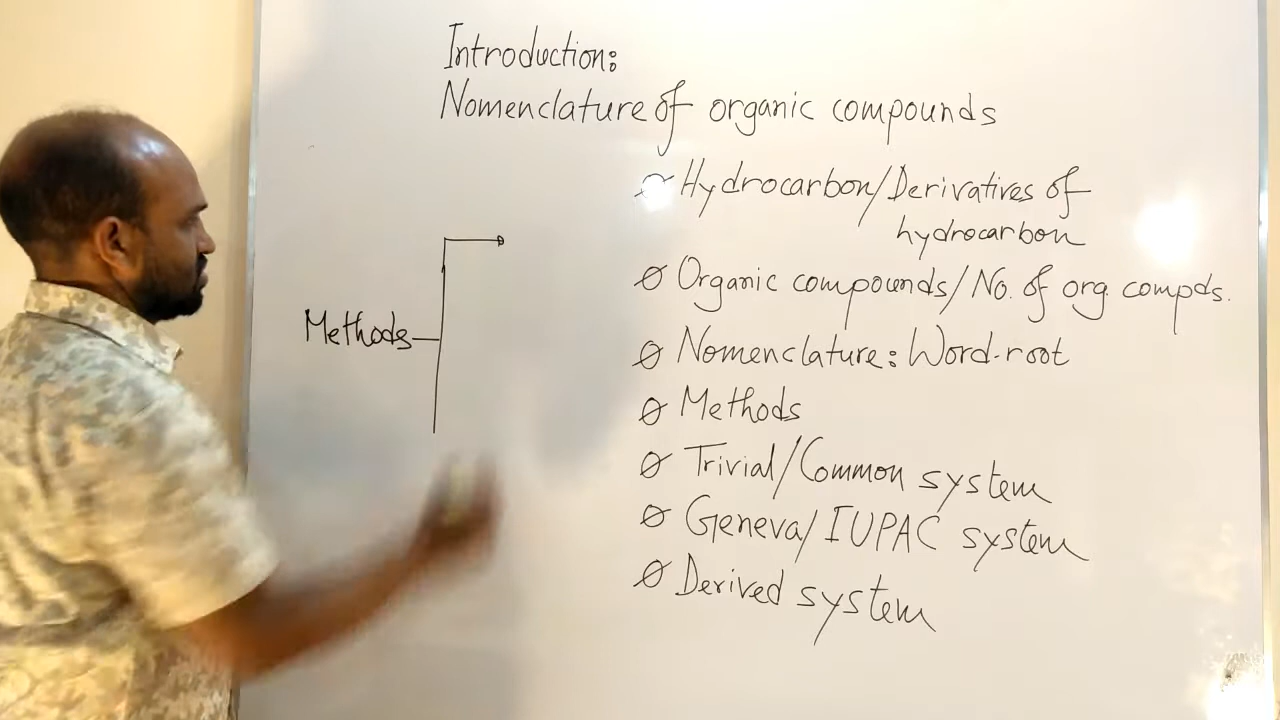 Introduction:
Nomenclature of organic compounds
Hydrocarbon/Derivatives of
hydrocarbon
Organic compounds/No. of org. compds.
Nomenclature: Word-root
Methods
Trivial/Common system
Geneva/IUPAC system
Derived system
Methods